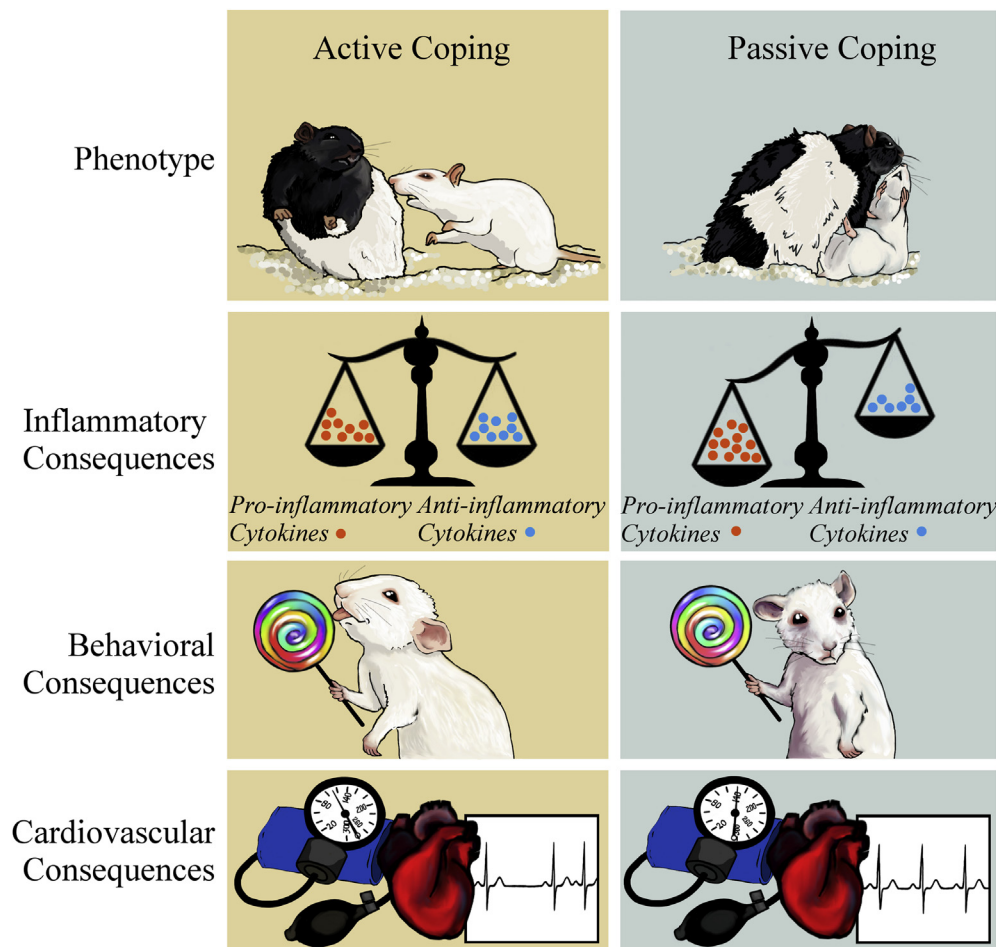 Active Coping
Passive Coping
Phenotype
Inflammatory
Consequences
Pro-inflammatory
Cytokines
Anti-inflammatory
Cytokines
Pro-inflammatory
Cytokines
Anti-inflammatory
Cytokines
Behavioral
Consequences
Cardiovascular
Consequences